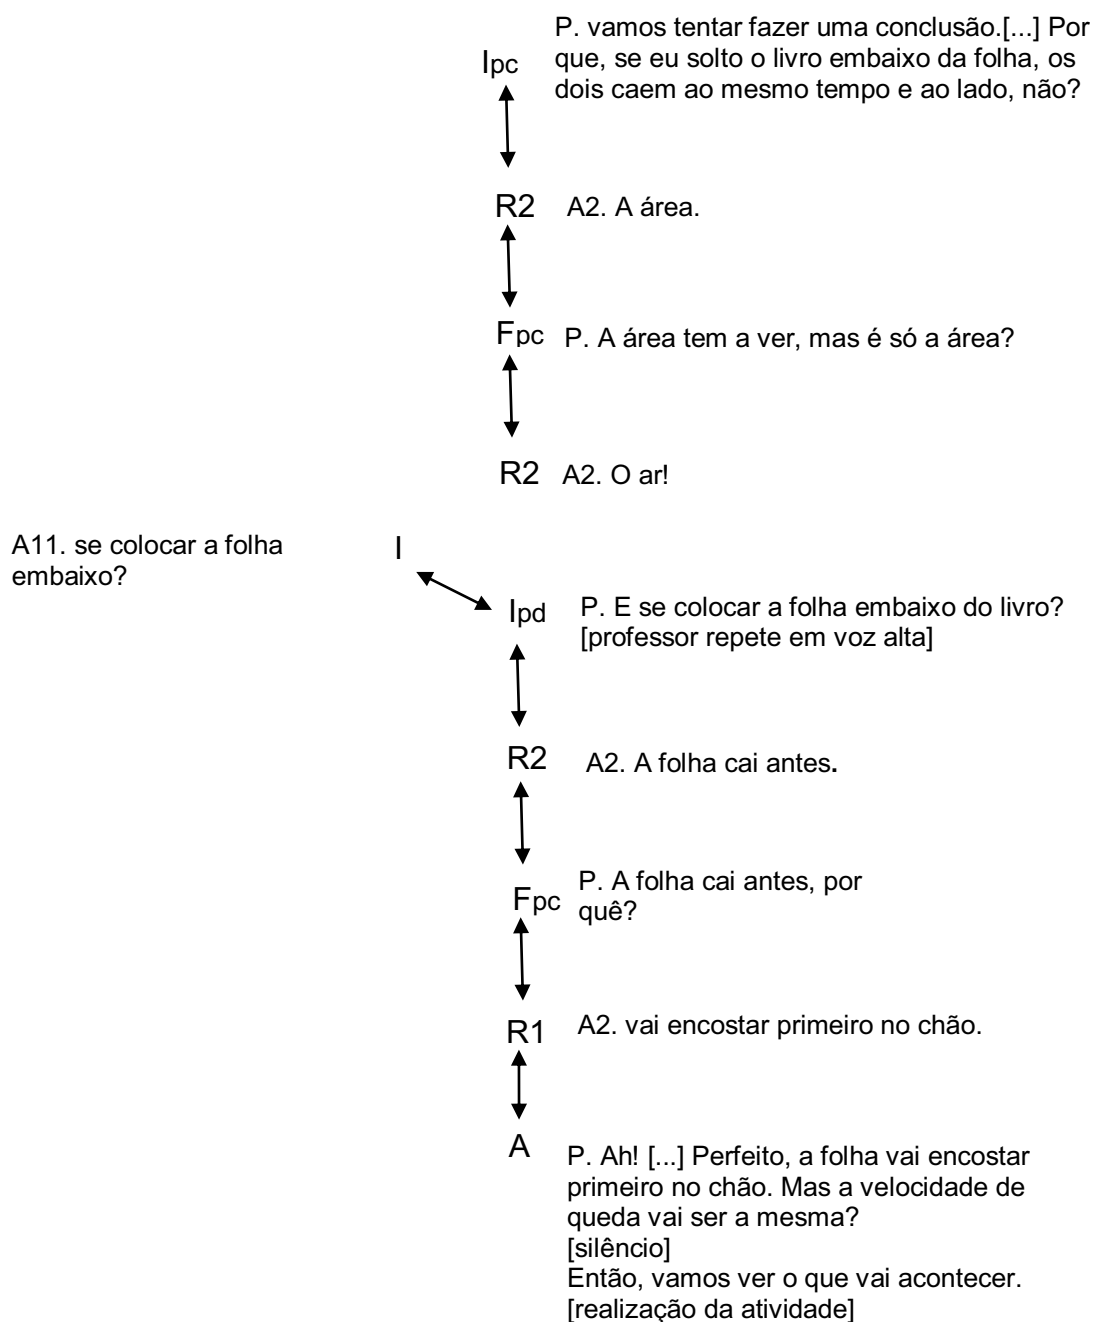 P. vamos tentar fazer uma conclusão.[...] Por
Ipc
que, se eu solto o livro embaixo da folha, os
dois caem ao mesmo tempo e ao lado, não?
R2
A2. A área.
Fpc
P. A área tem a ver, mas é só a área?
R2
A2. O ar!
A11. se colocar a folha
embaixo?
I
Ipd
P. E se colocar a folha embaixo do livro?
[professor repete em voz alta]
R2
A2. A folha cai antes.
Fpc
P. A folha cai antes, por
quê?
R1
A2. vai encostar primeiro no chão.
A
P. Ah! [...] Perfeito, a folha vai encostar
primeiro no chão. Mas a velocidade de
queda vai ser a mesma?
[silêncio]
Então, vamos ver o que vai acontecer.
[realização da atividade]